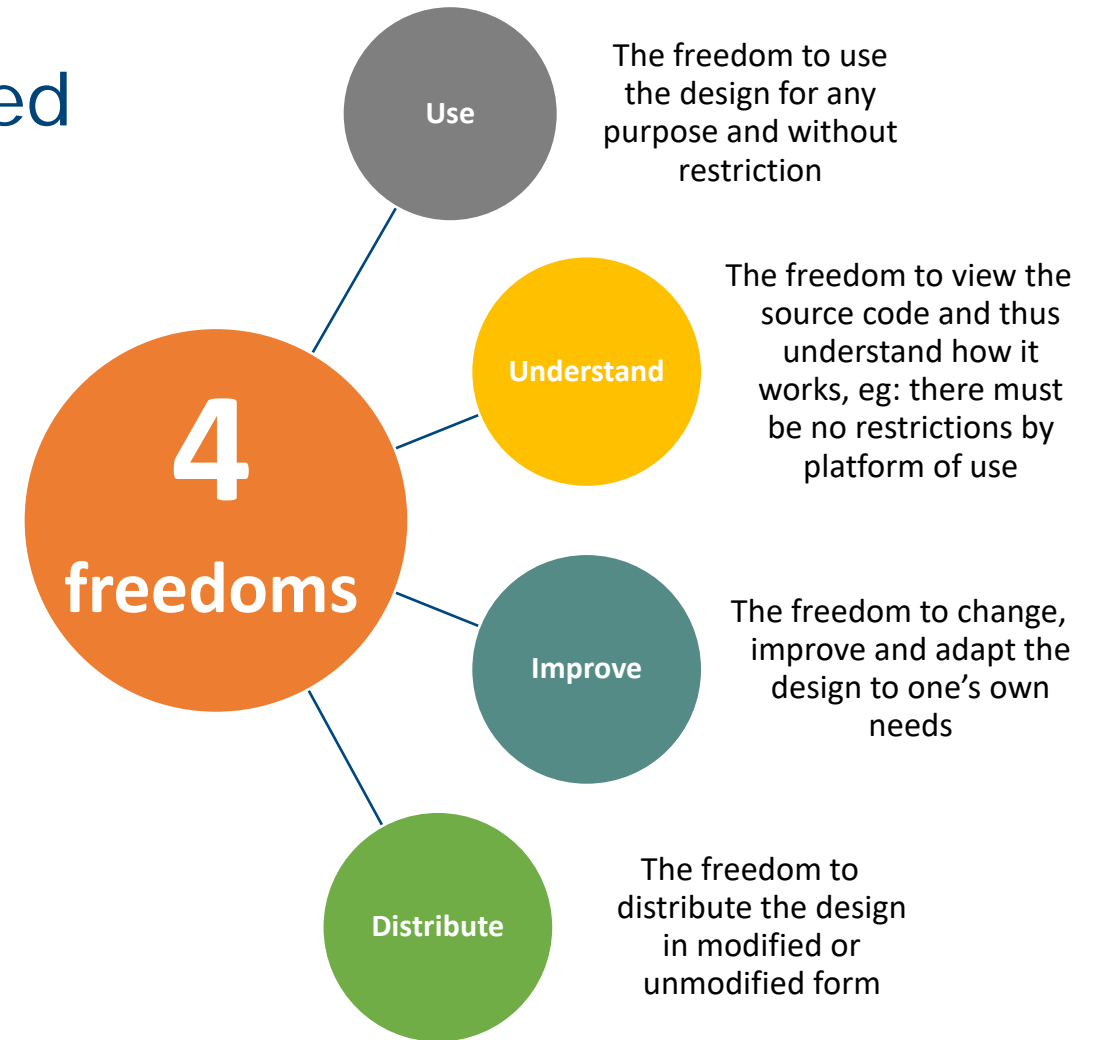 ed
Use
The freedom to use
the design for any
purpose and without
restriction
Understand
The freedom to view the
source code and thus
understand how it
works, eg: there must
be no restrictions by
platform of use
4
freedoms
Improve
The freedom to change,
improve and adapt the
design to one’s own
needs
Distribute
The freedom to
distribute the design
in modified or
unmodified form